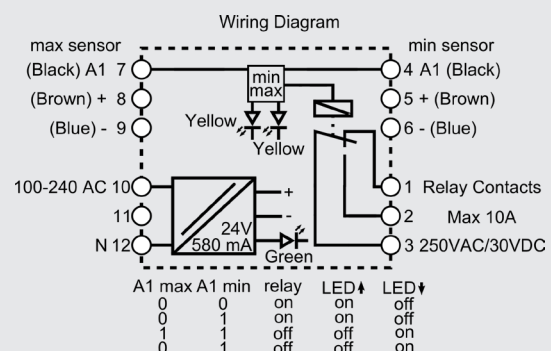 Wiring Diagram
max sensor
min sensor
(Black) A1 7
4 A1 (Black)
min
max
(Brown) + 8
5 + (Brown)
(Blue) - 9
6 - (Blue)
Yellow
Yellow
100-240 AC 10
1 Relay Contacts
+
11
2 Max 10A
-
24V
N 12
580 mA
3 250VAC/30VDC
Green
A1 max A1 min relay LED LED
0 0 on on off
0 1 on on on
1 1 off off off
0 1 off off on